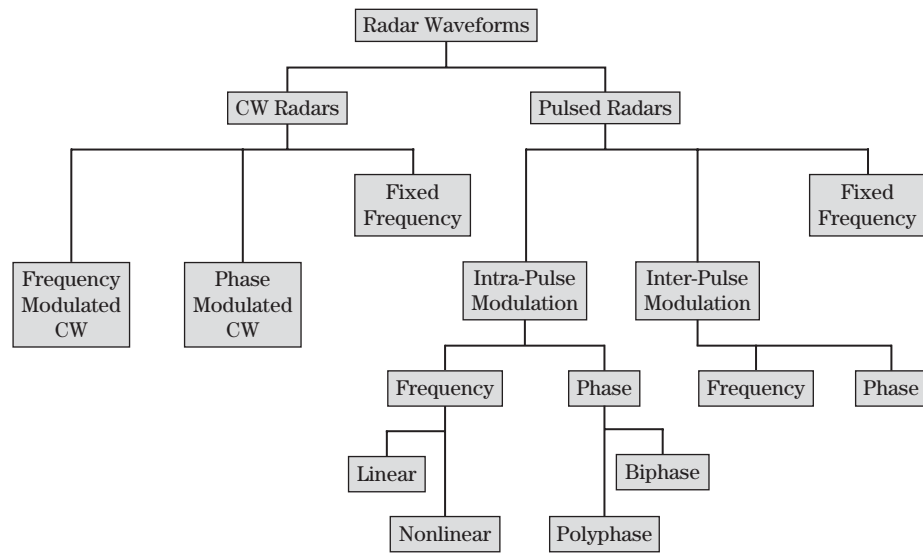 Radar Waveforms
CW Radars
Pulsed Radars
Fixed
Frequency
Fixed
Frequency
Frequency
Modulated
CW
Phase
Modulated
CW
Intra-Pulse
Modulation
Inter-Pulse
Modulation
Frequency
Phase
Frequency
Phase
Linear
Biphase
Nonlinear
Polyphase